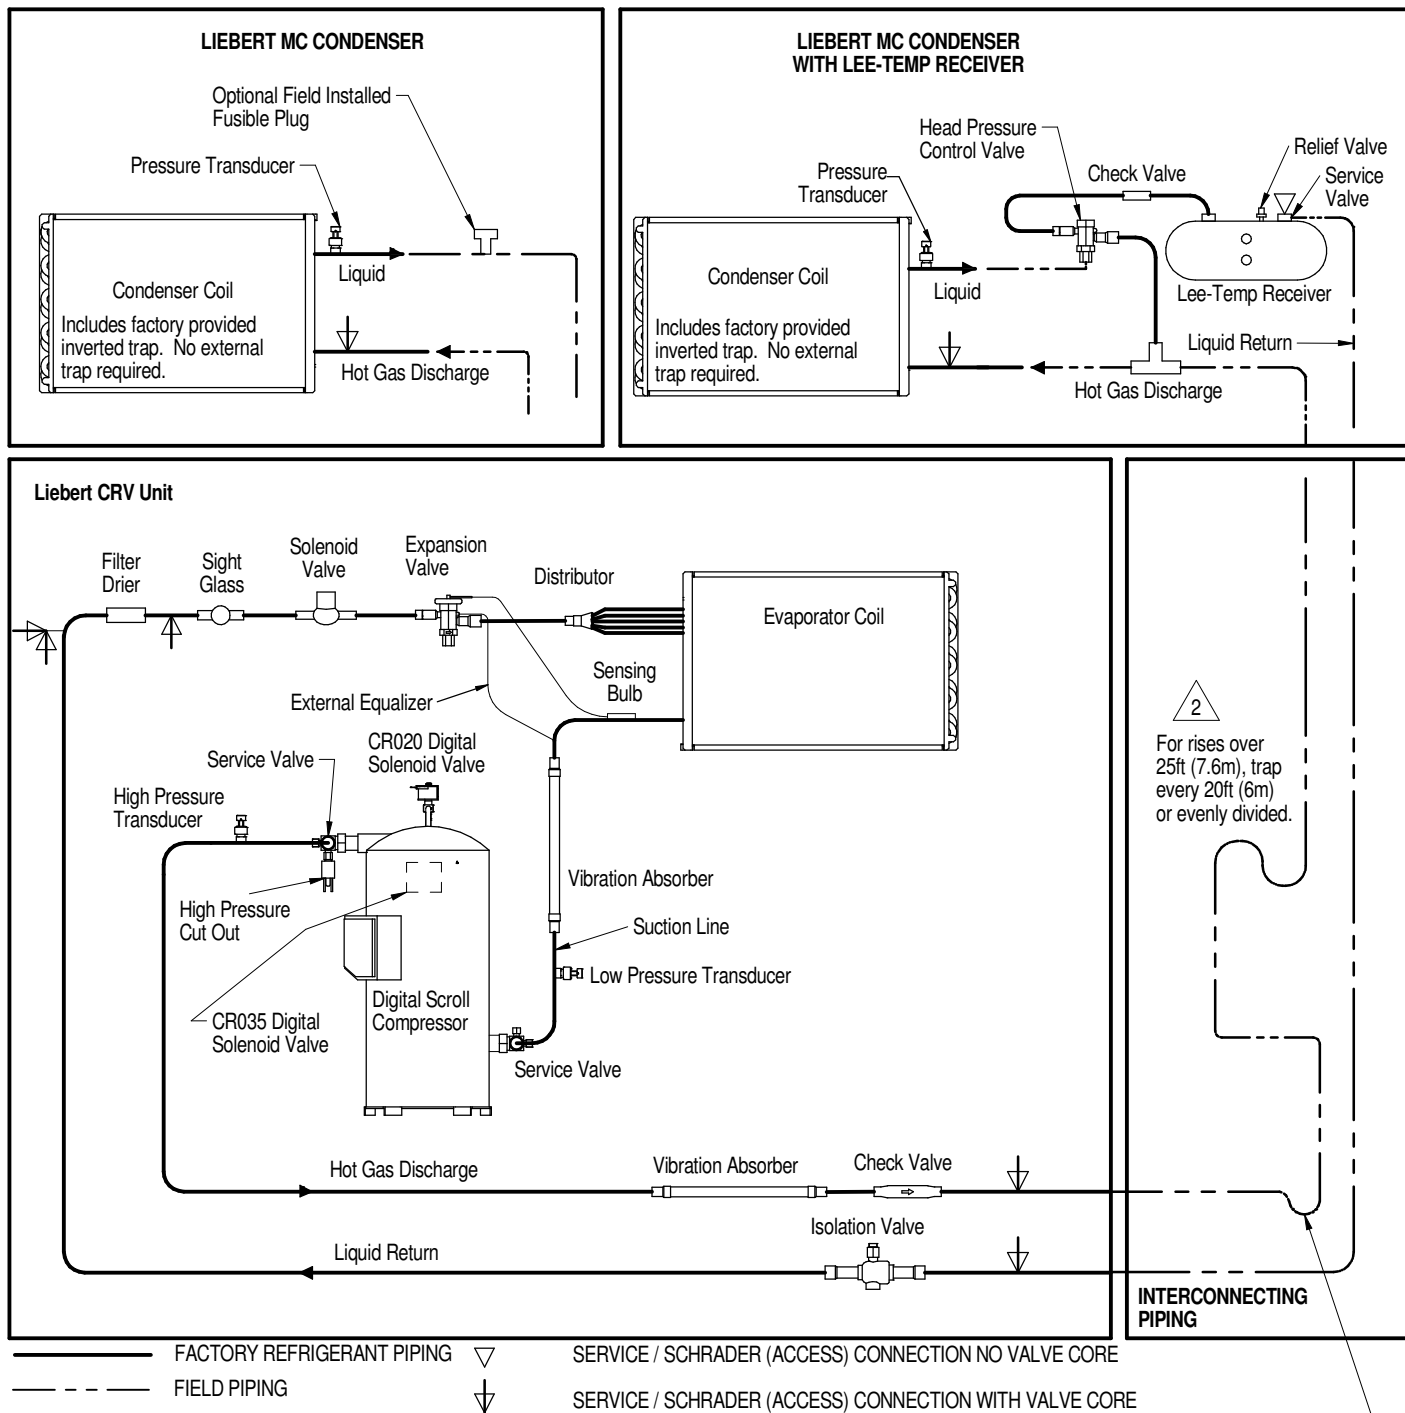 LIEBERT MC CONDENSER
Optional Field Installed
Fusible Plug
Pressure Transducer
Liquid
Condenser Coil
Includes factory provided
inverted trap. No external
trap required.
Hot Gas Discharge
LIEBERT MC CONDENSER
WITH LEE-TEMP RECEIVER
Head Pressure
Control Valve
Relief Valve
Check Valve
Service
Valve
Pressure
Transducer
Condenser Coil
Liquid
Lee-Temp Receiver
Includes factory provided
inverted trap. No external
trap required.
Liquid Return
Hot Gas Discharge
Liebert CRV Unit
Filter
Drier
Sight
Glass
Solenoid
Valve
Expansion
Valve
Distributor
Evaporator Coil
Sensing
Bulb
External Equalizer
CR020 Digital
Solenoid Valve
Service Valve
High Pressure
Transducer
Vibration Absorber
High Pressure
Cut Out
Suction Line
Low Pressure Transducer
Digital Scroll
Compressor
CR035 Digital
Solenoid Valve
Service Valve
Hot Gas Discharge
Vibration Absorber
Check Valve
Isolation Valve
Liquid Return
2
For rises over
25ft (7.6m), trap
every 20ft (6m)
or evenly divided.
INTERCONNECTING
PIPING
FACTORY REFRIGERANT PIPING
SERVICE / SCHRADER (ACCESS) CONNECTION NO VALVE CORE
FIELD PIPING
SERVICE / SCHRADER (ACCESS) CONNECTION WITH VALVE CORE